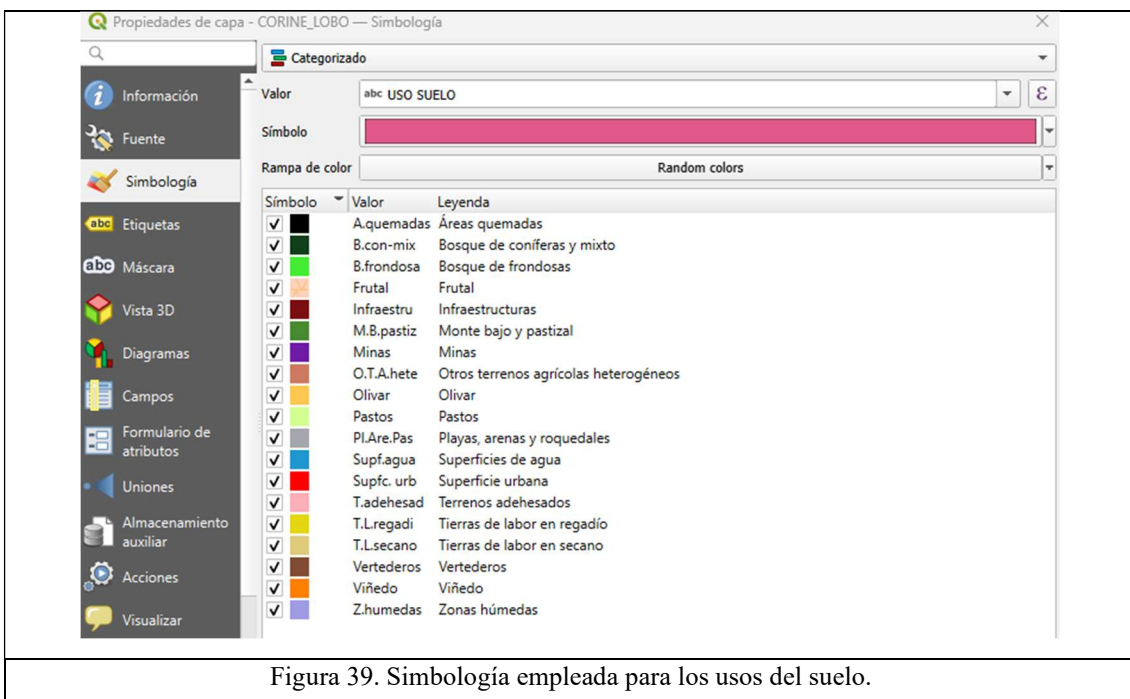 Propiedades de capa - CORINE_LOBO — Simbología
Categorizado
Información
Fuente
Simbología
abc Etiquetas
abc Máscara
Vista 3D
Diagramas
Campos
Formulario de
atributos
Uniones
Almacenamiento
auxiliar
Acciones
Visualizar
Valor abc USO SUELO ε
Símbolo
Rampa de color Random colors
Símbolo Valor Leyenda
A.quemadas Áreas quemadas
B.con-mix Bosque de coníferas y mixto
B.frondosa Bosque de frondosas
Frutal Frutal
Infraestru Infraestructuras
M.B.pastiz Monte bajo y pastizal
Minas Minas
O.T.A.hete Otros terrenos agrícolas heterogéneos
Olivar Olivar
Pastos Pastos
Pl.Are.Pas Playas, arenas y roquedales
Supf.agua Superficies de agua
Supfc. urb Superficie urbana
T.adehesad Terrenos adehesados
T.L.regadi Tierras de labor en regadío
T.L.secano Tierras de labor en secano
Vertederos Vertederos
Viñedo Viñedo
Z.humedas Zonas húmedas
Figura 39. Simbología empleada para los usos del suelo.